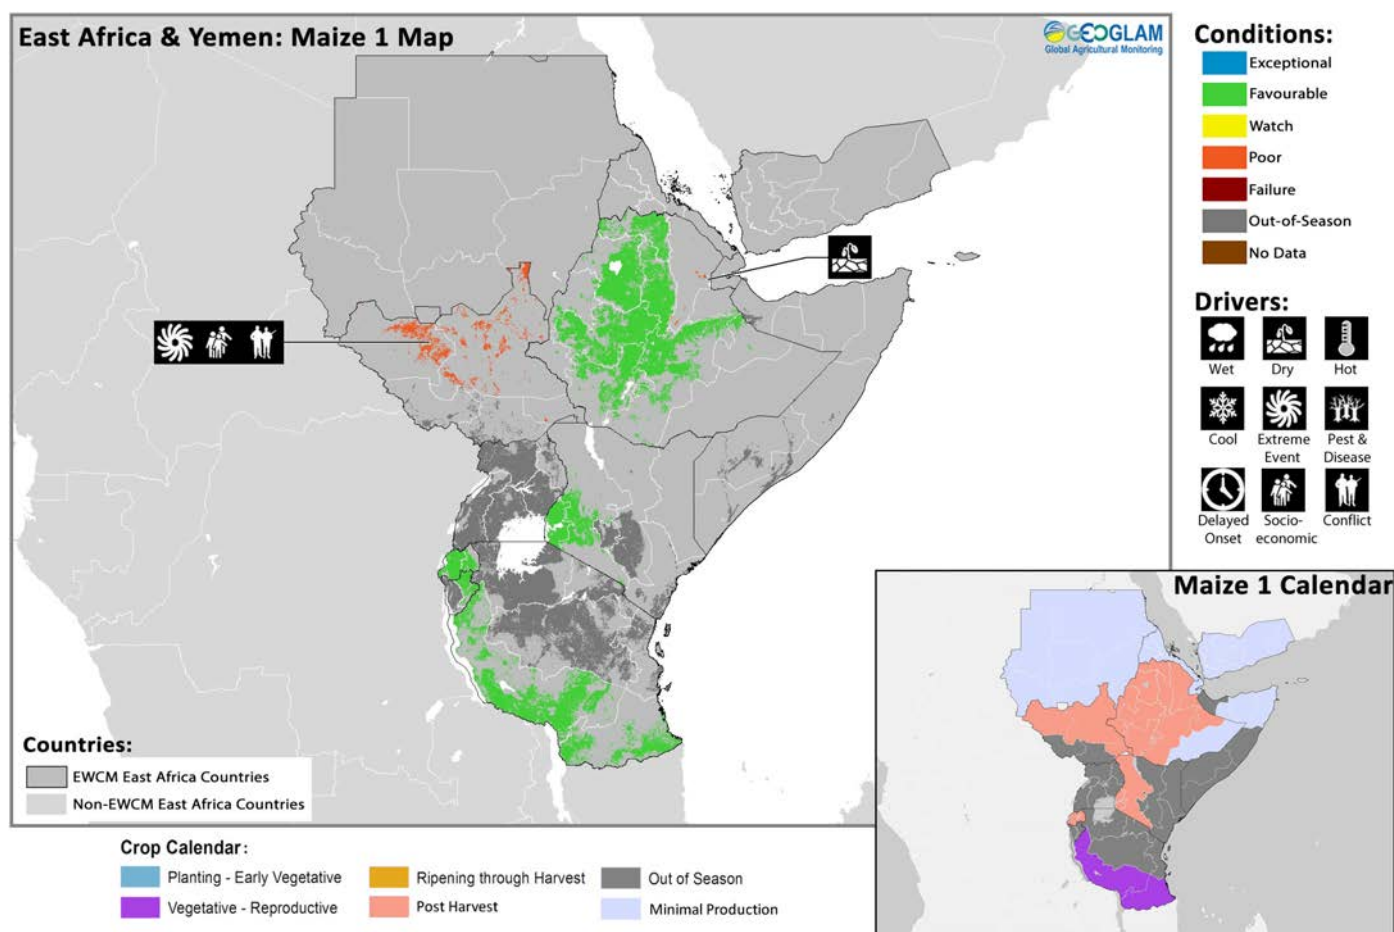 East Africa & Yemen: Maize 1 Map
GEOGLAM
Global Agricultural Monitoring
Conditions:
Exceptional
Favourable
Watch
Poor
Failure
Out-of-Season
No Data
Drivers:
Wet
Dry
Hot
Cool
Extreme
Event
Pest &
Disease
Delayed
Onset
Socio-
economic
Conflict
Countries:
EWCM East Africa Countries
Non-EWCM East Africa Countries
Maize 1 Calendar
Crop Calendar:
Planting - Early Vegetative
Ripening through Harvest
Out of Season
Vegetative - Reproductive
Post Harvest
Minimal Production